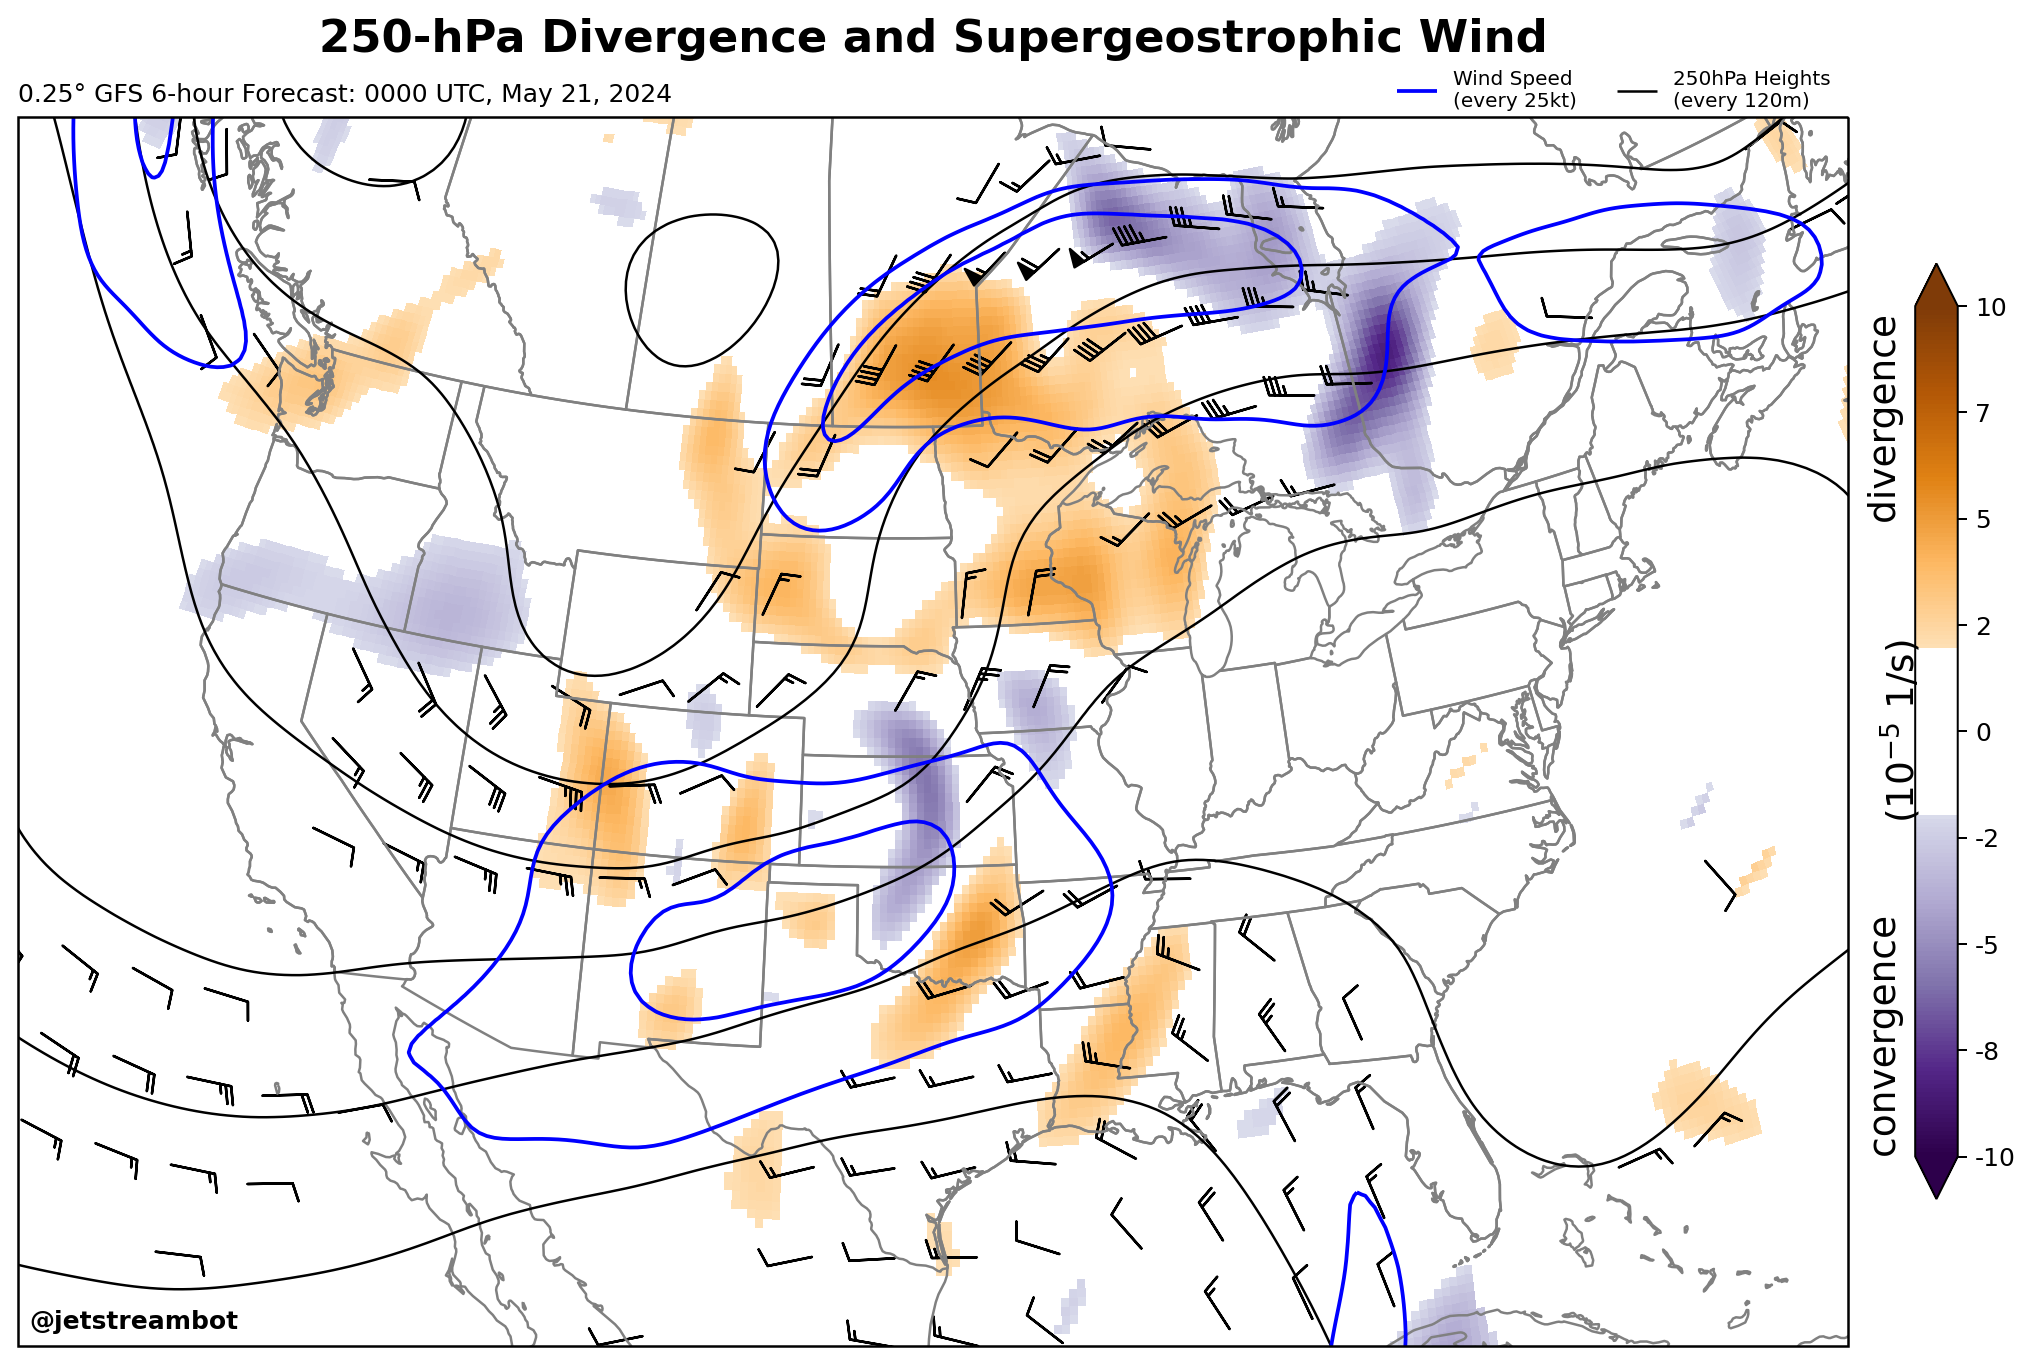 250-hPa Divergence and Supergeostrophic Wind
0.25° GFS 6-hour Forecast: 0000 UTC, May 21, 2024
Wind Speed
(every 25kt)
250hPa Heights
(every 120m)
10
7
5
2
0
-2
-5
-8
-10
divergence
(10⁻⁵ 1/s)
convergence
@jetstreambot